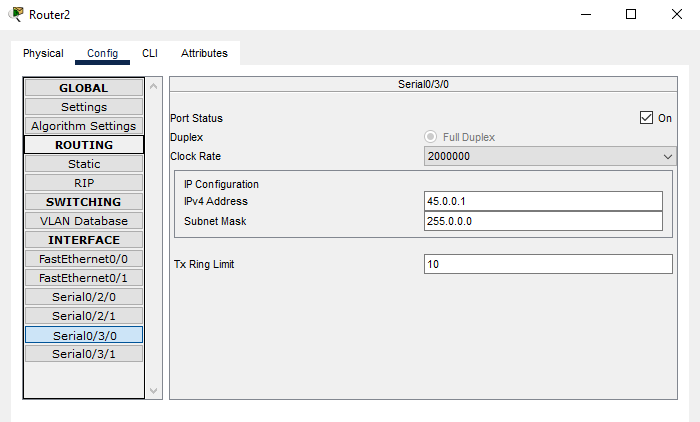 Router2
Physical Config CLI Attributes
GLOBAL
Settings
Algorithm Settings
ROUTING
Static
RIP
SWITCHING
VLAN Database
INTERFACE
FastEthernet0/0
FastEthernet0/1
Serial0/2/0
Serial0/2/1
Serial0/3/0
Serial0/3/1
Serial0/3/0
Port Status On
Duplex Full Duplex
Clock Rate 2000000
IP Configuration
IPv4 Address 45.0.0.1
Subnet Mask 255.0.0.0
Tx Ring Limit 10